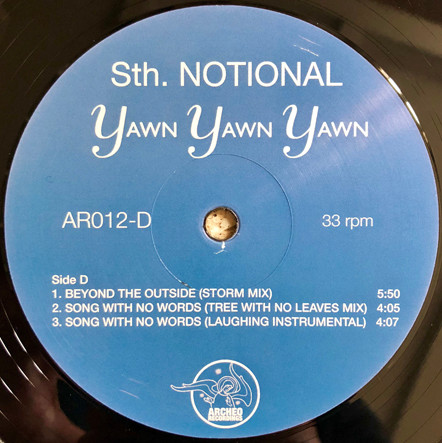 Sth. NOTIONAL
YAWN YAWN YAWN
AR012-D 33 rpm
Side D
1. BEYOND THE OUTSIDE (STORM MIX) 5:50
2. SONG WITH NO WORDS (TREE WITH NO LEAVES MIX) 4:05
3. SONG WITH NO WORDS (LAUGHING INSTRUMENTAL) 4:07
ARCHEO
RECORDINGS